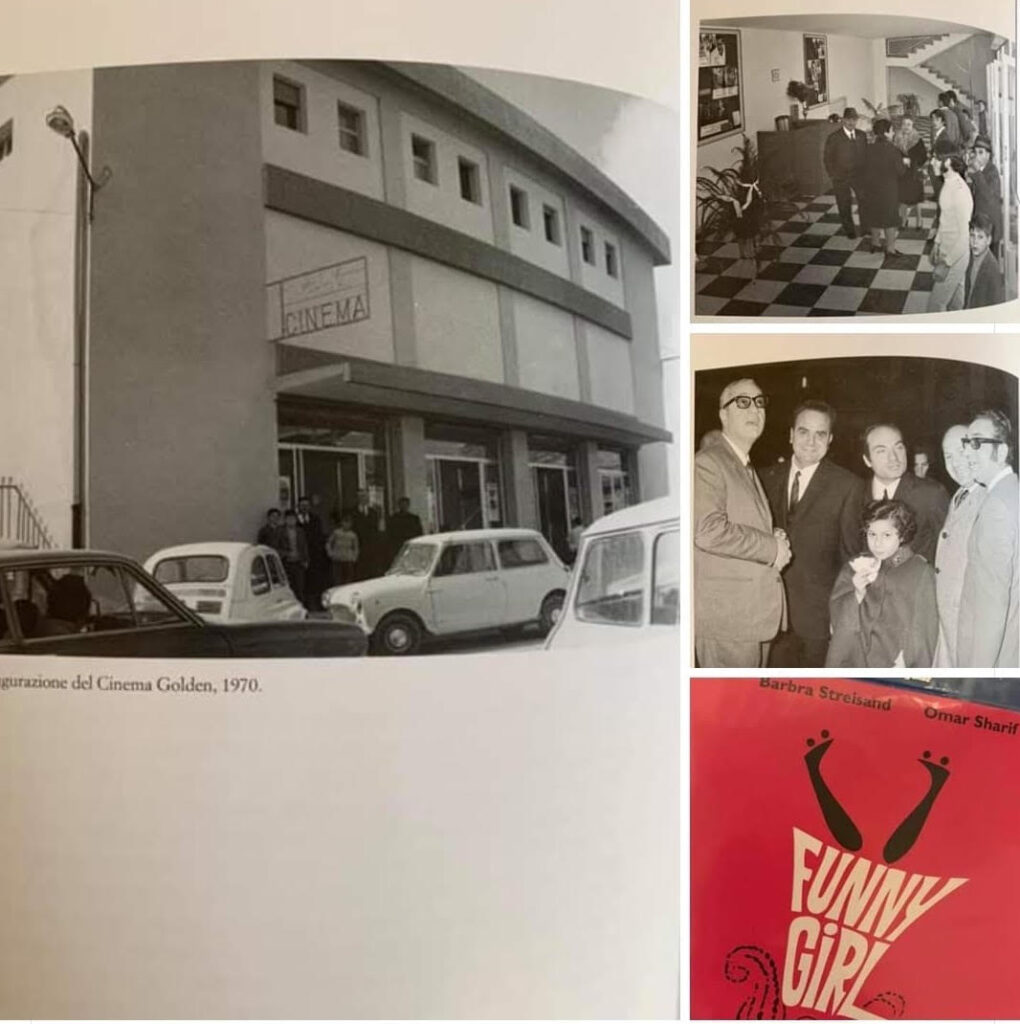 CINEMA
gurazione del Cinema Golden, 1970.
Barbra Streisand Omar Sharif
FUNNY
GiRL